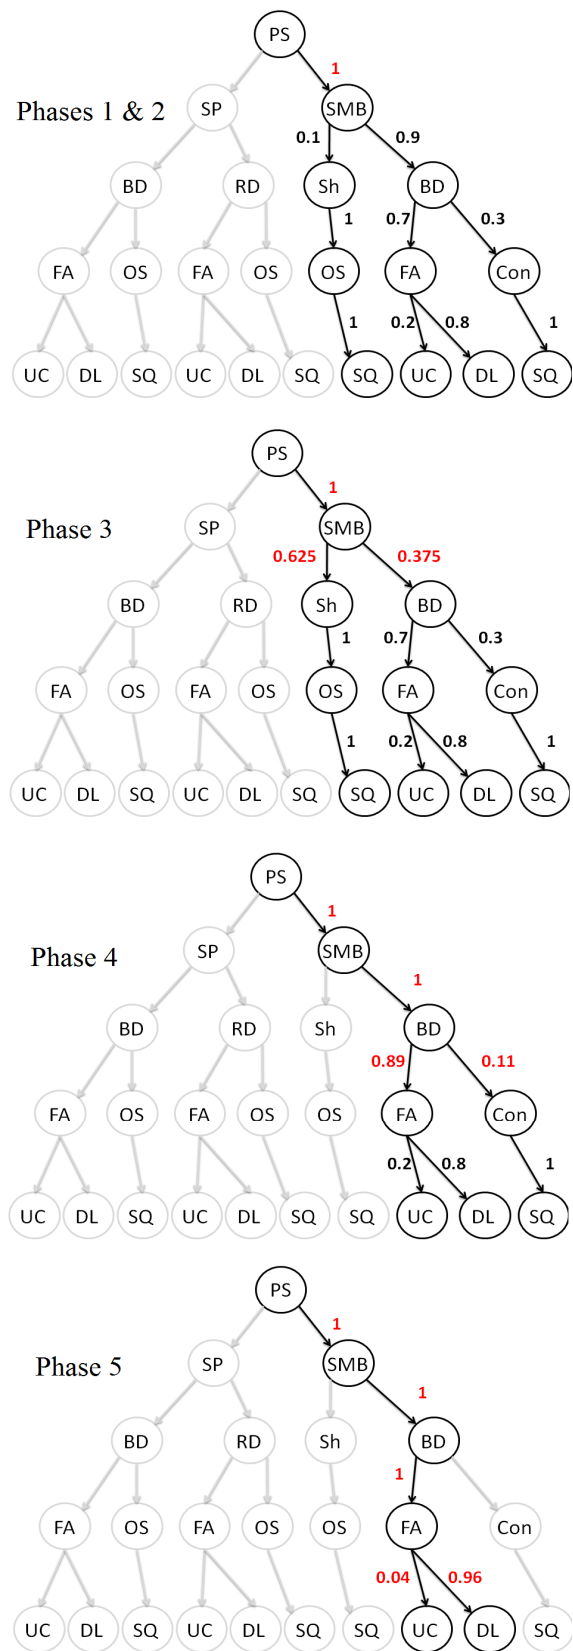 PS
1
Phases 1 & 2
SP
SMB
0.1
0.9
BD
RD
Sh
BD
1
0.7
0.3
FA
OS
FA
OS
OS
FA
Con
1
0.2
0.8
1
UC
DL
SQ
UC
DL
SQ
SQ
UC
DL
SQ
PS
1
Phase 3
SP
SMB
0.625
0.375
BD
RD
Sh
BD
1
0.7
0.3
FA
OS
FA
OS
OS
FA
Con
1
0.2
0.8
1
UC
DL
SQ
UC
DL
SQ
SQ
UC
DL
SQ
PS
1
Phase 4
SP
SMB
1
BD
RD
Sh
BD
0.89
0.11
FA
OS
FA
OS
OS
FA
Con
0.2
0.8
1
UC
DL
SQ
UC
DL
SQ
SQ
UC
DL
SQ
PS
1
Phase 5
SP
SMB
1
BD
RD
Sh
BD
1
FA
OS
FA
OS
OS
FA
Con
0.04
0.96
UC
DL
SQ
UC
DL
SQ
SQ
UC
DL
SQ